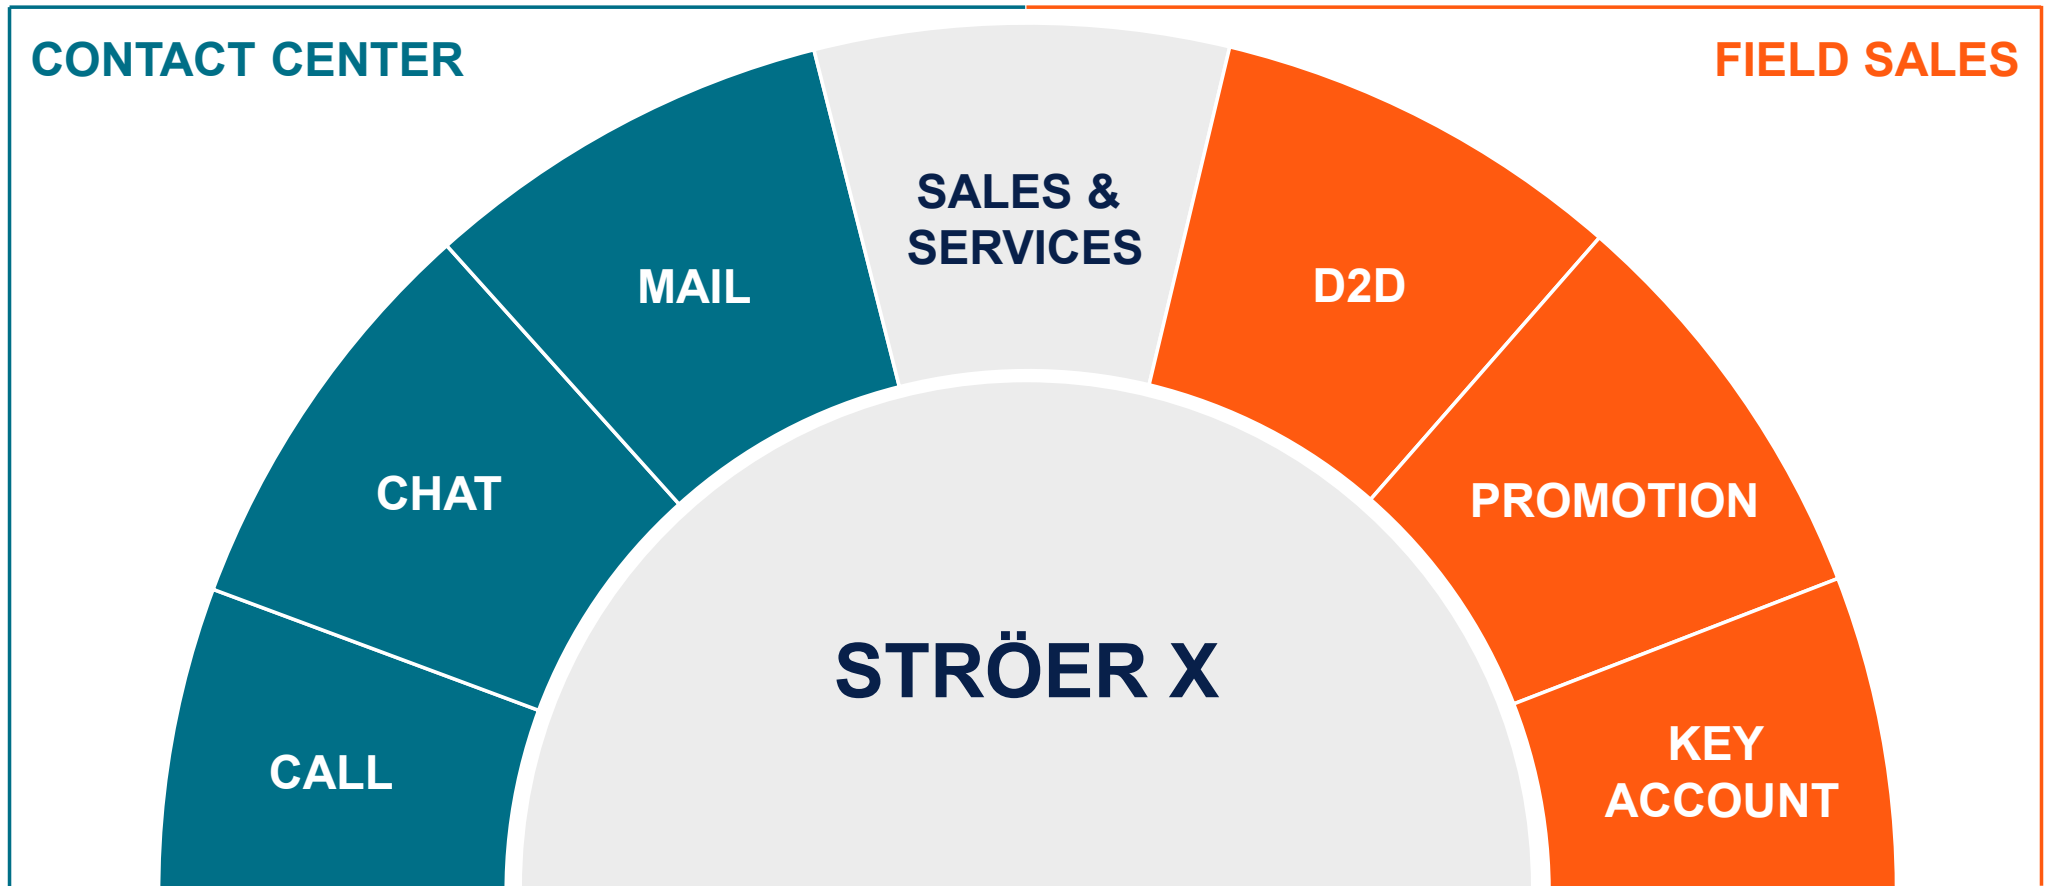 CONTACT CENTER
FIELD SALES
SALES &
SERVICES
MAIL
D2D
CHAT
PROMOTION
STRÖER X
CALL
KEY
ACCOUNT